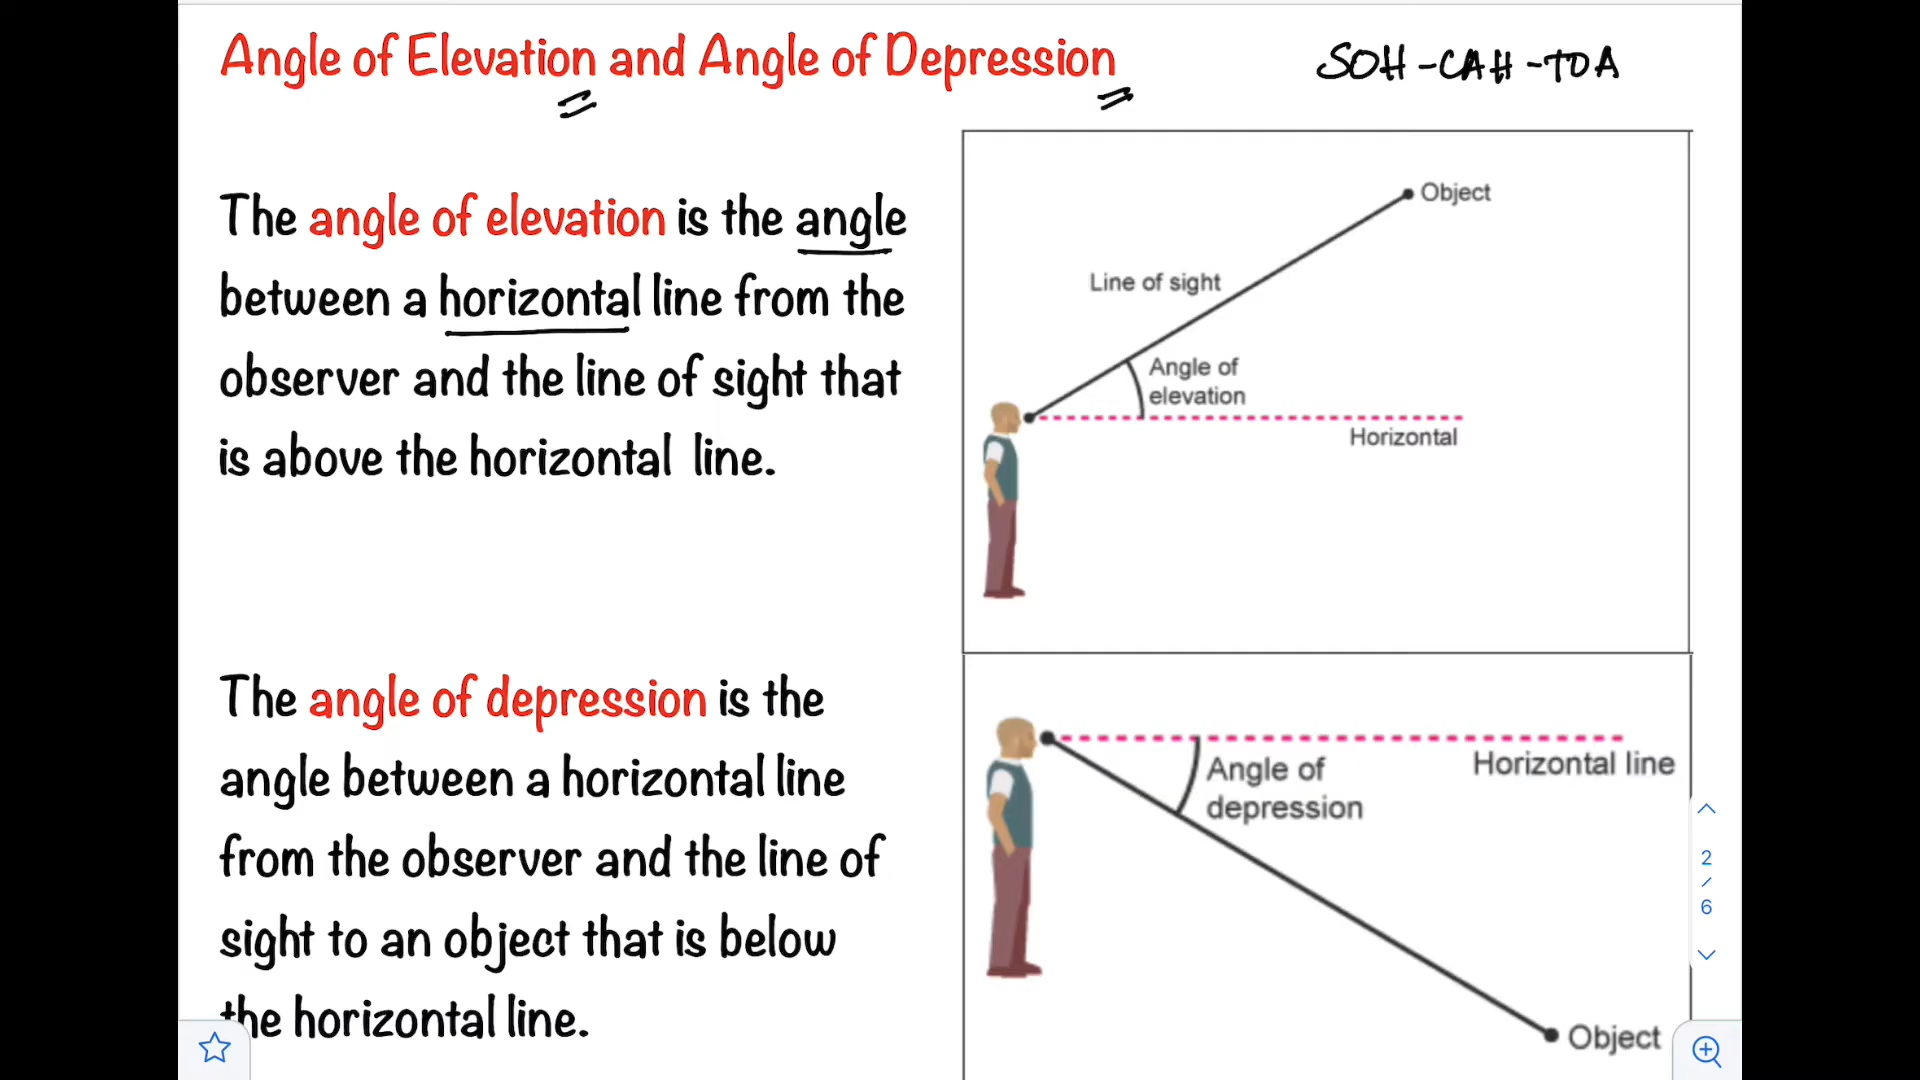 Angle of Elevation and Angle of Depression
SOH-CAH-TOA
The angle of elevation is the angle
between a horizontal line from the
observer and the line of sight that
is above the horizontal line.
Object
Line of sight
Angle of
elevation
Horizontal
The angle of depression is the
angle between a horizontal line
from the observer and the line of
sight to an object that is below
the horizontal line.
Horizontal line
Angle of
depression
Object
2
/
6